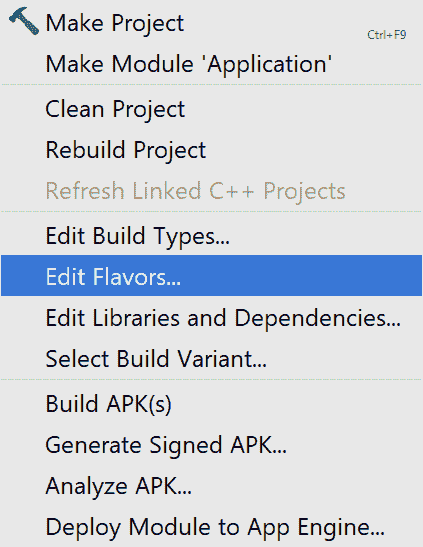 Make Project
Ctrl+F9
Make Module 'Application'
Clean Project
Rebuild Project
Refresh Linked C++ Projects
Edit Build Types...
Edit Flavors...
Edit Libraries and Dependencies...
Select Build Variant...
Build APK(s)
Generate Signed APK...
Analyze APK...
Deploy Module to App Engine...